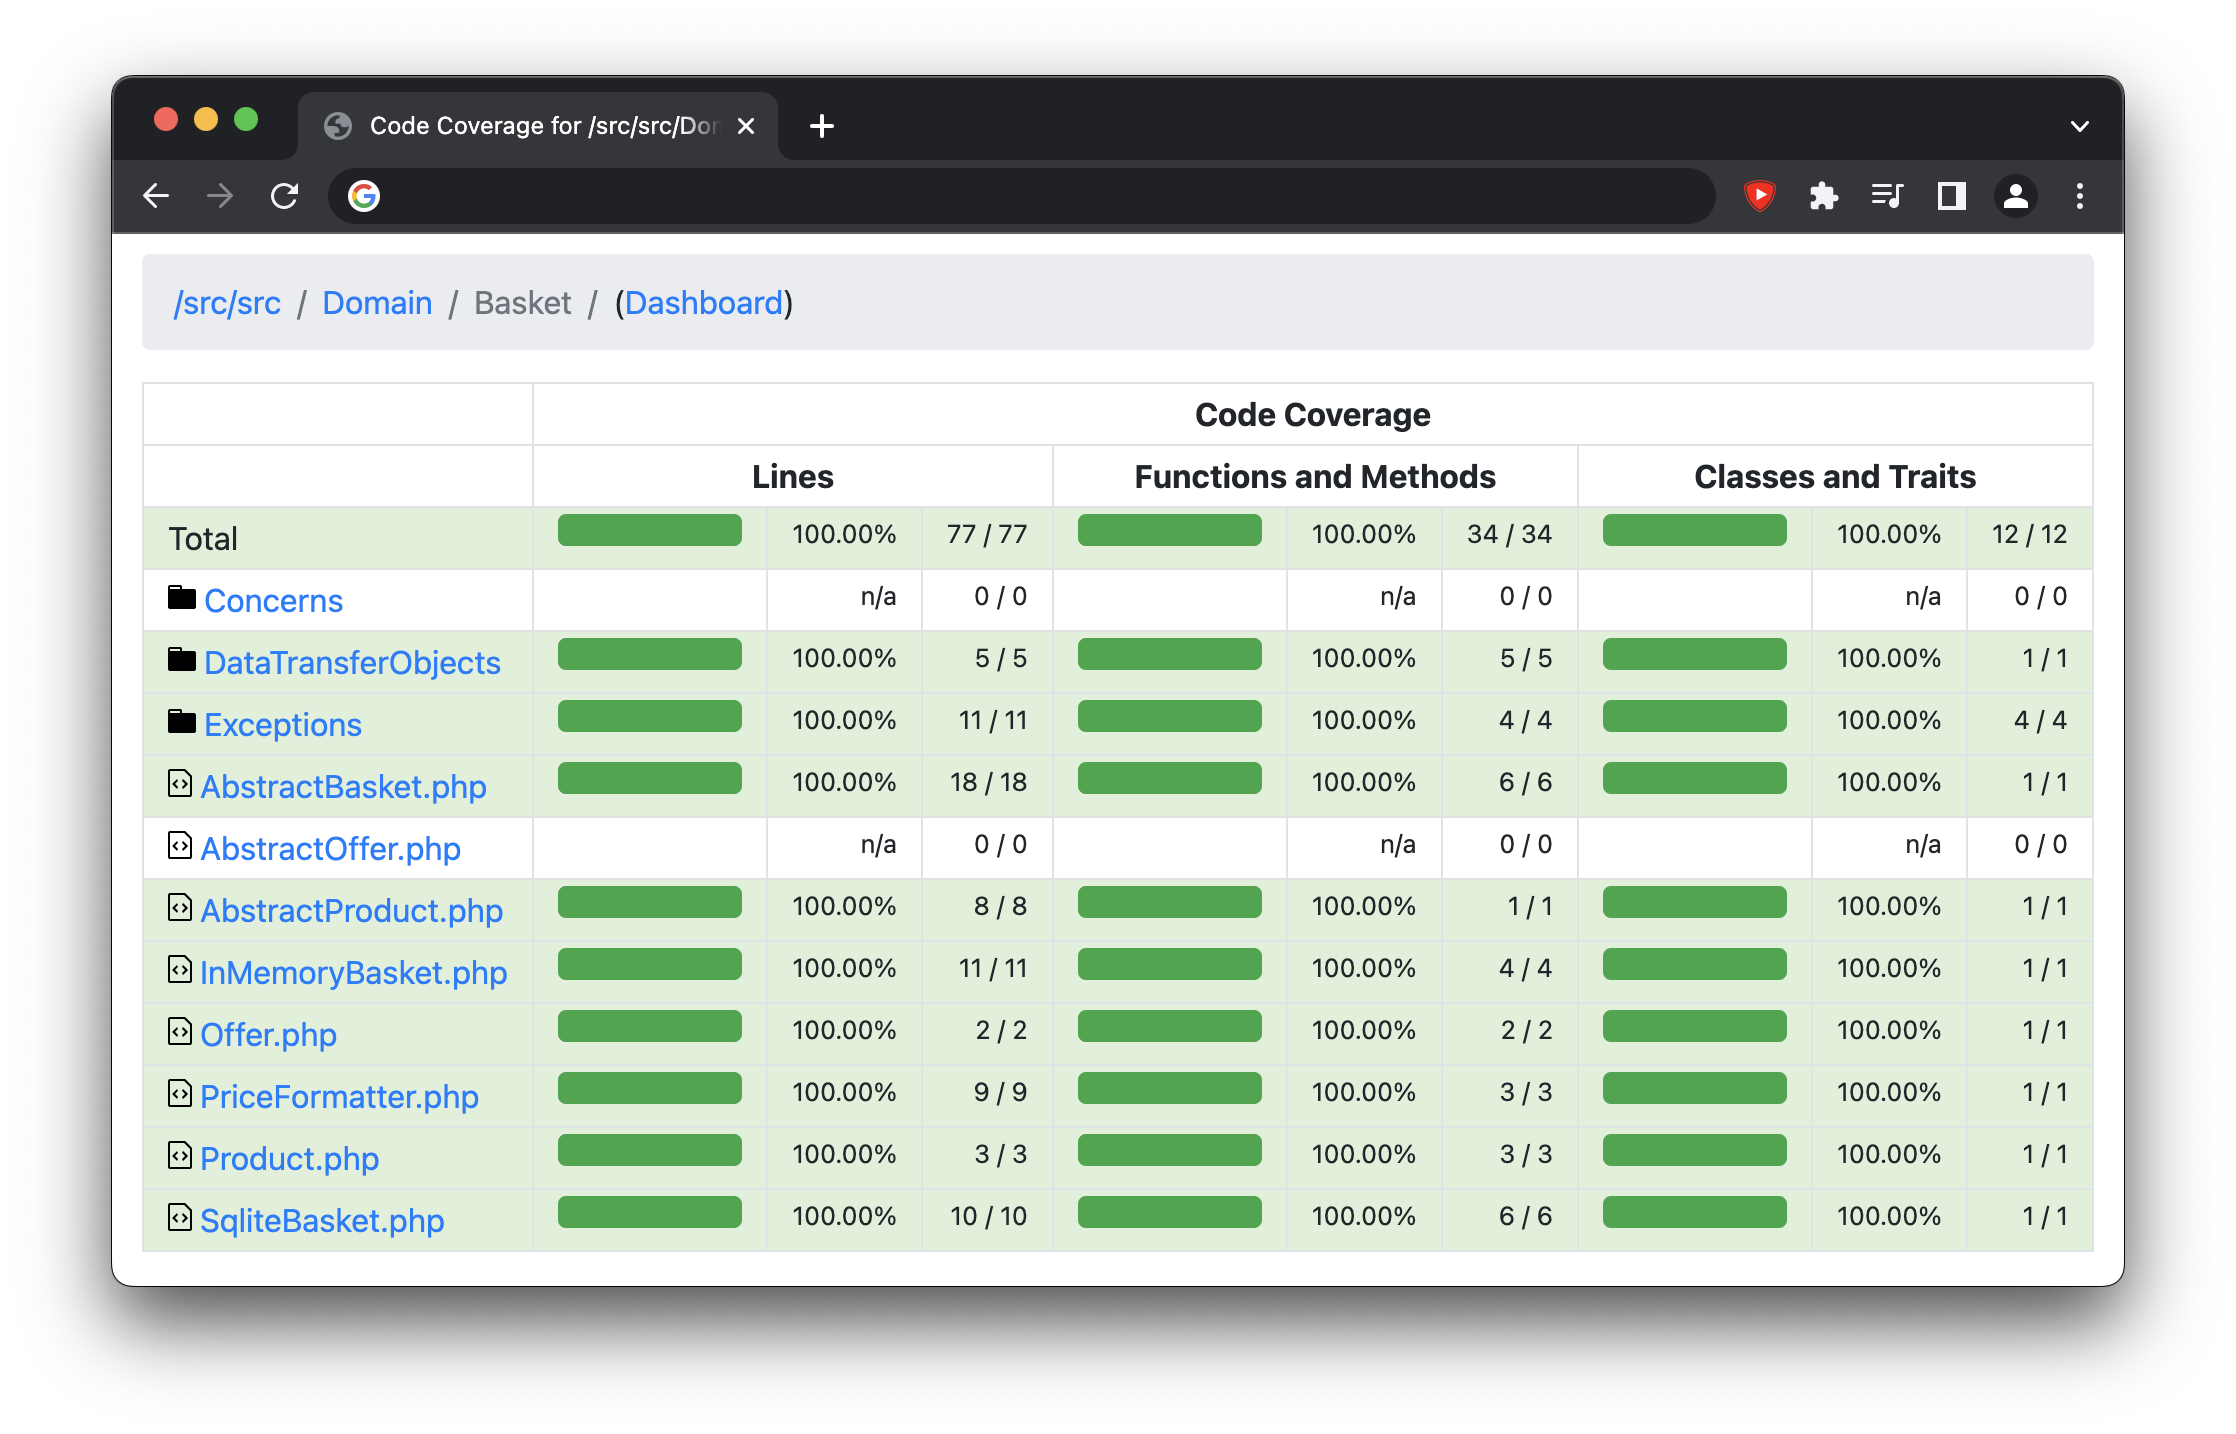 Code Coverage for /src/src/Dor
/src/src / Domain / Basket / (Dashboard)
Code Coverage
Lines Functions and Methods Classes and Traits
Total 100.00% 77 / 77 100.00% 34 / 34 100.00% 12 / 12
Concerns n/a 0 / 0 n/a 0 / 0 n/a 0 / 0
DataTransferObjects 100.00% 5 / 5 100.00% 5 / 5 100.00% 1 / 1
Exceptions 100.00% 11 / 11 100.00% 4 / 4 100.00% 4 / 4
AbstractBasket.php 100.00% 18 / 18 100.00% 6 / 6 100.00% 1 / 1
AbstractOffer.php n/a 0 / 0 n/a 0 / 0 n/a 0 / 0
AbstractProduct.php 100.00% 8 / 8 100.00% 1 / 1 100.00% 1 / 1
InMemoryBasket.php 100.00% 11 / 11 100.00% 4 / 4 100.00% 1 / 1
Offer.php 100.00% 2 / 2 100.00% 2 / 2 100.00% 1 / 1
PriceFormatter.php 100.00% 9 / 9 100.00% 3 / 3 100.00% 1 / 1
Product.php 100.00% 3 / 3 100.00% 3 / 3 100.00% 1 / 1
SqliteBasket.php 100.00% 10 / 10 100.00% 6 / 6 100.00% 1 / 1